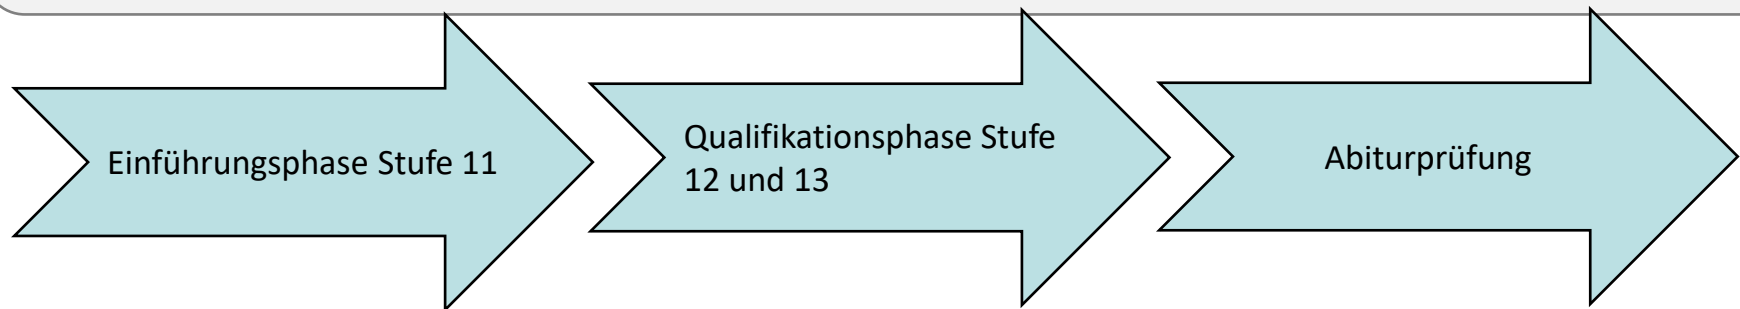 Einführungsphase Stufe 11
Qualifikationsphase Stufe
12 und 13
Abiturprüfung